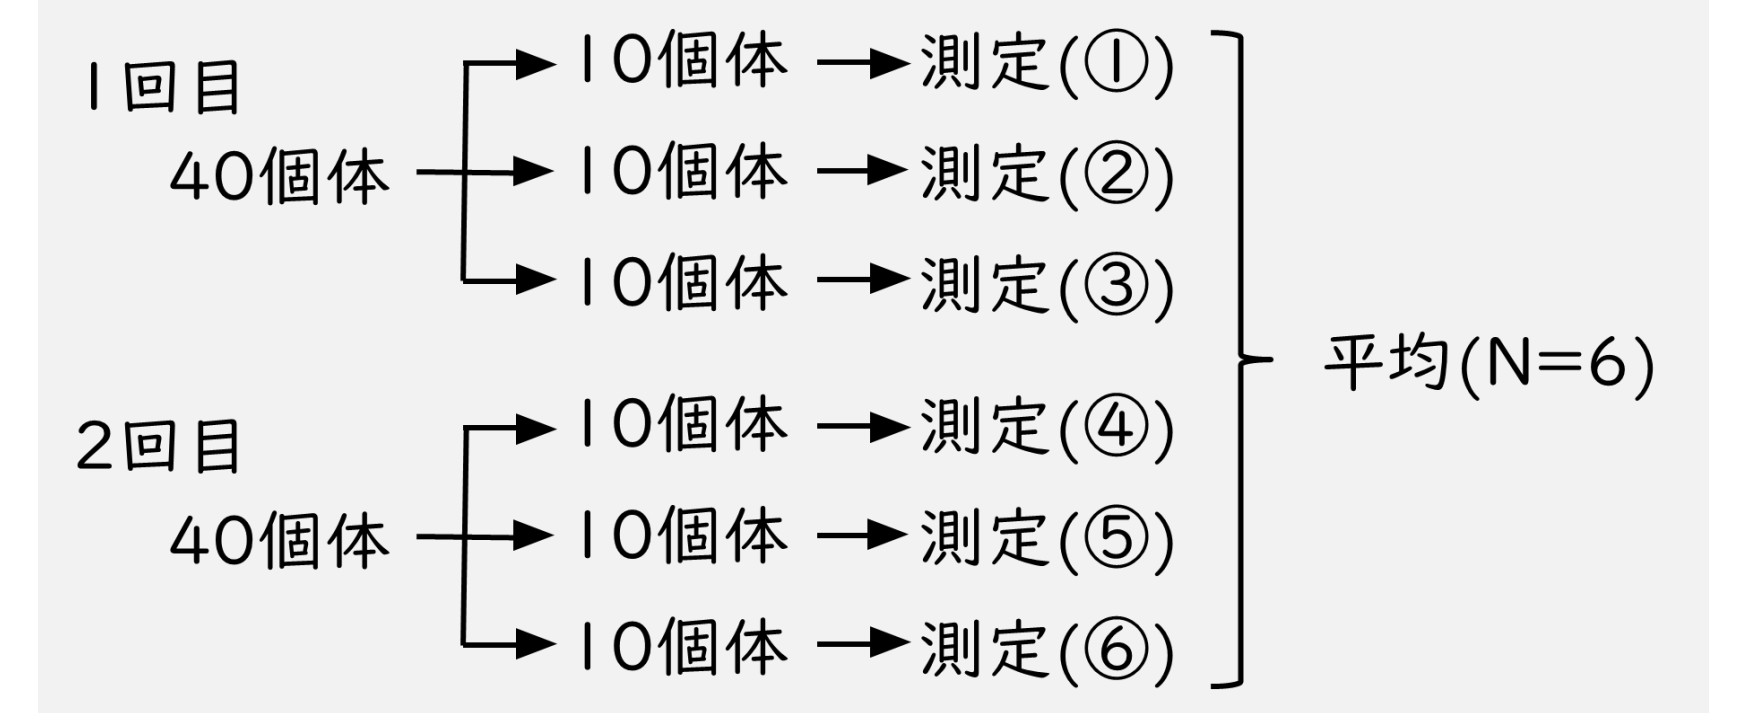 1回目
40個体
10個体 → 測定(①)
10個体 → 測定(②)
10個体 → 測定(③)
2回目
40個体
10個体 → 測定(④)
10個体 → 測定(⑤)
10個体 → 測定(⑥)
平均(N=6)